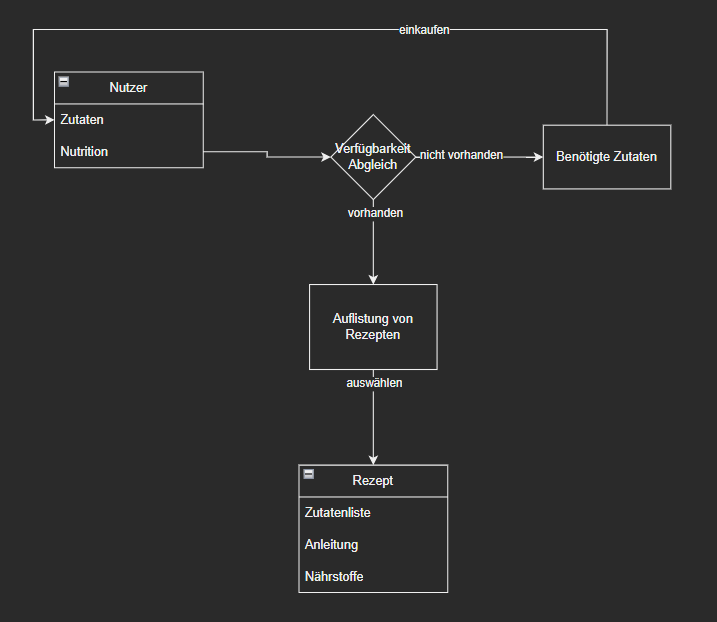 einkaufen
Nutzer
Zutaten
Nutrition
Verfügbarkeit
Abgleich
nicht vorhanden
Benötigte Zutaten
vorhanden
Auflistung von
Rezepten
auswählen
Rezept
Zutatenliste
Anleitung
Nährstoffe